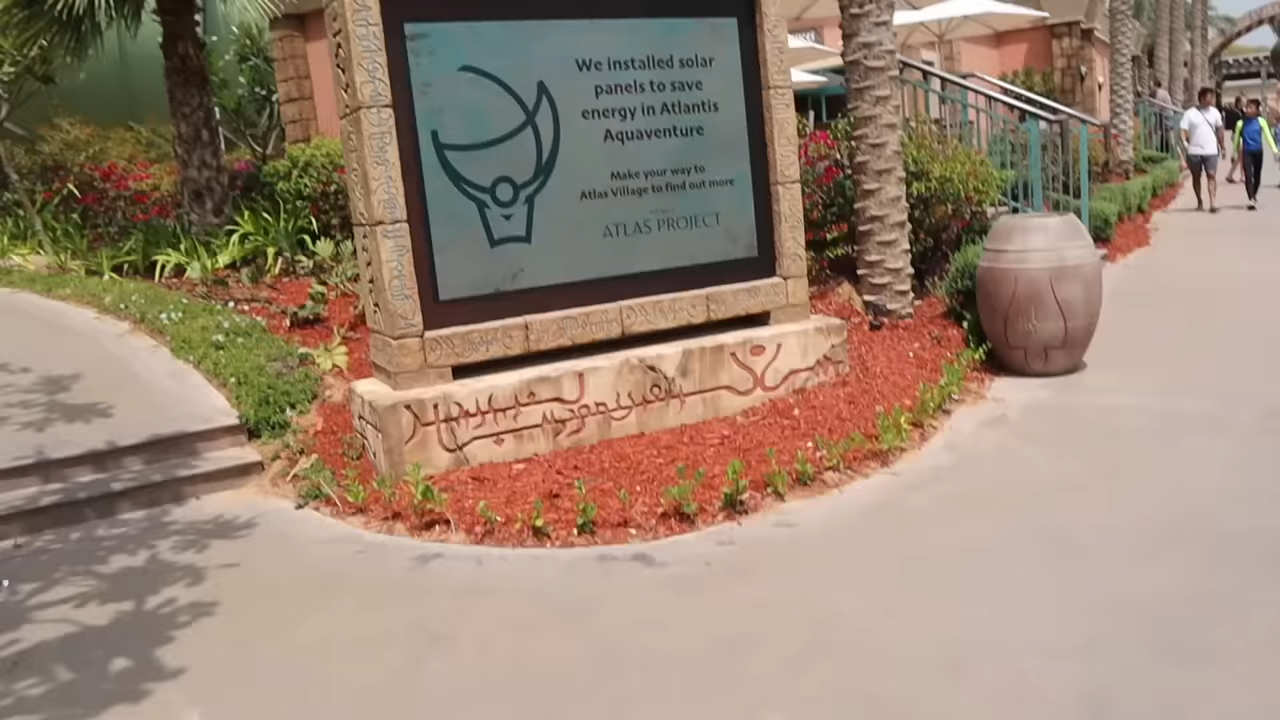 We installed solar
panels to save
energy in Atlantis
Aquaventure
Make your way to
Atlas Village to find out more
ATLAS PROJECT